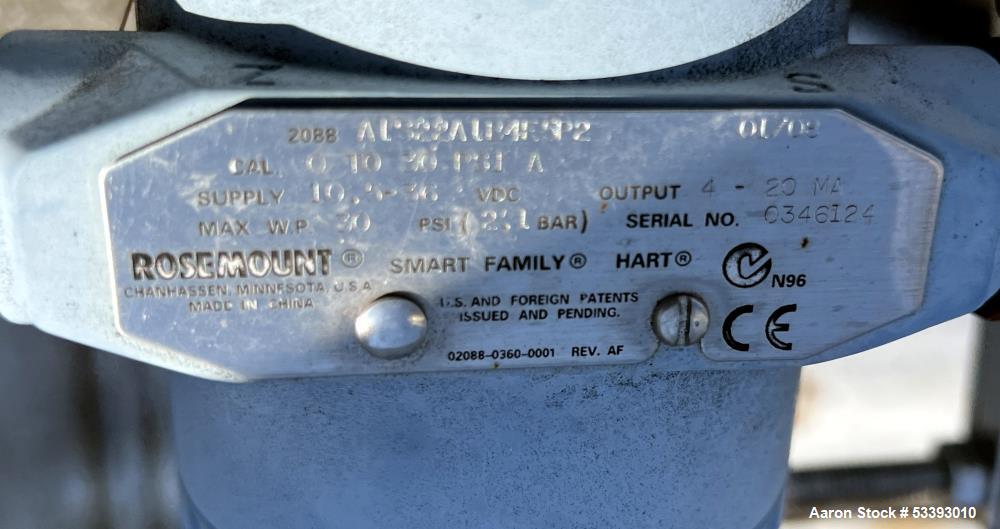 N S
2088 01/08
CAL. 0 TO 30 PSI A
SUPPLY 10.5-36 VDC OUTPUT 4 - 20 MA
MAX W.P. 30 PSI (2.1 BAR) SERIAL NO. 0346124
ROSEMOUNT® SMART FAMILY® HART® N96
CHANHASSEN, MINNESOTA, U.S.A
MADE IN CHINA
U.S. AND FOREIGN PATENTS
ISSUED AND PENDING.
CE
02088-0360-0001 REV. AF
Aaron Stock # 53393010